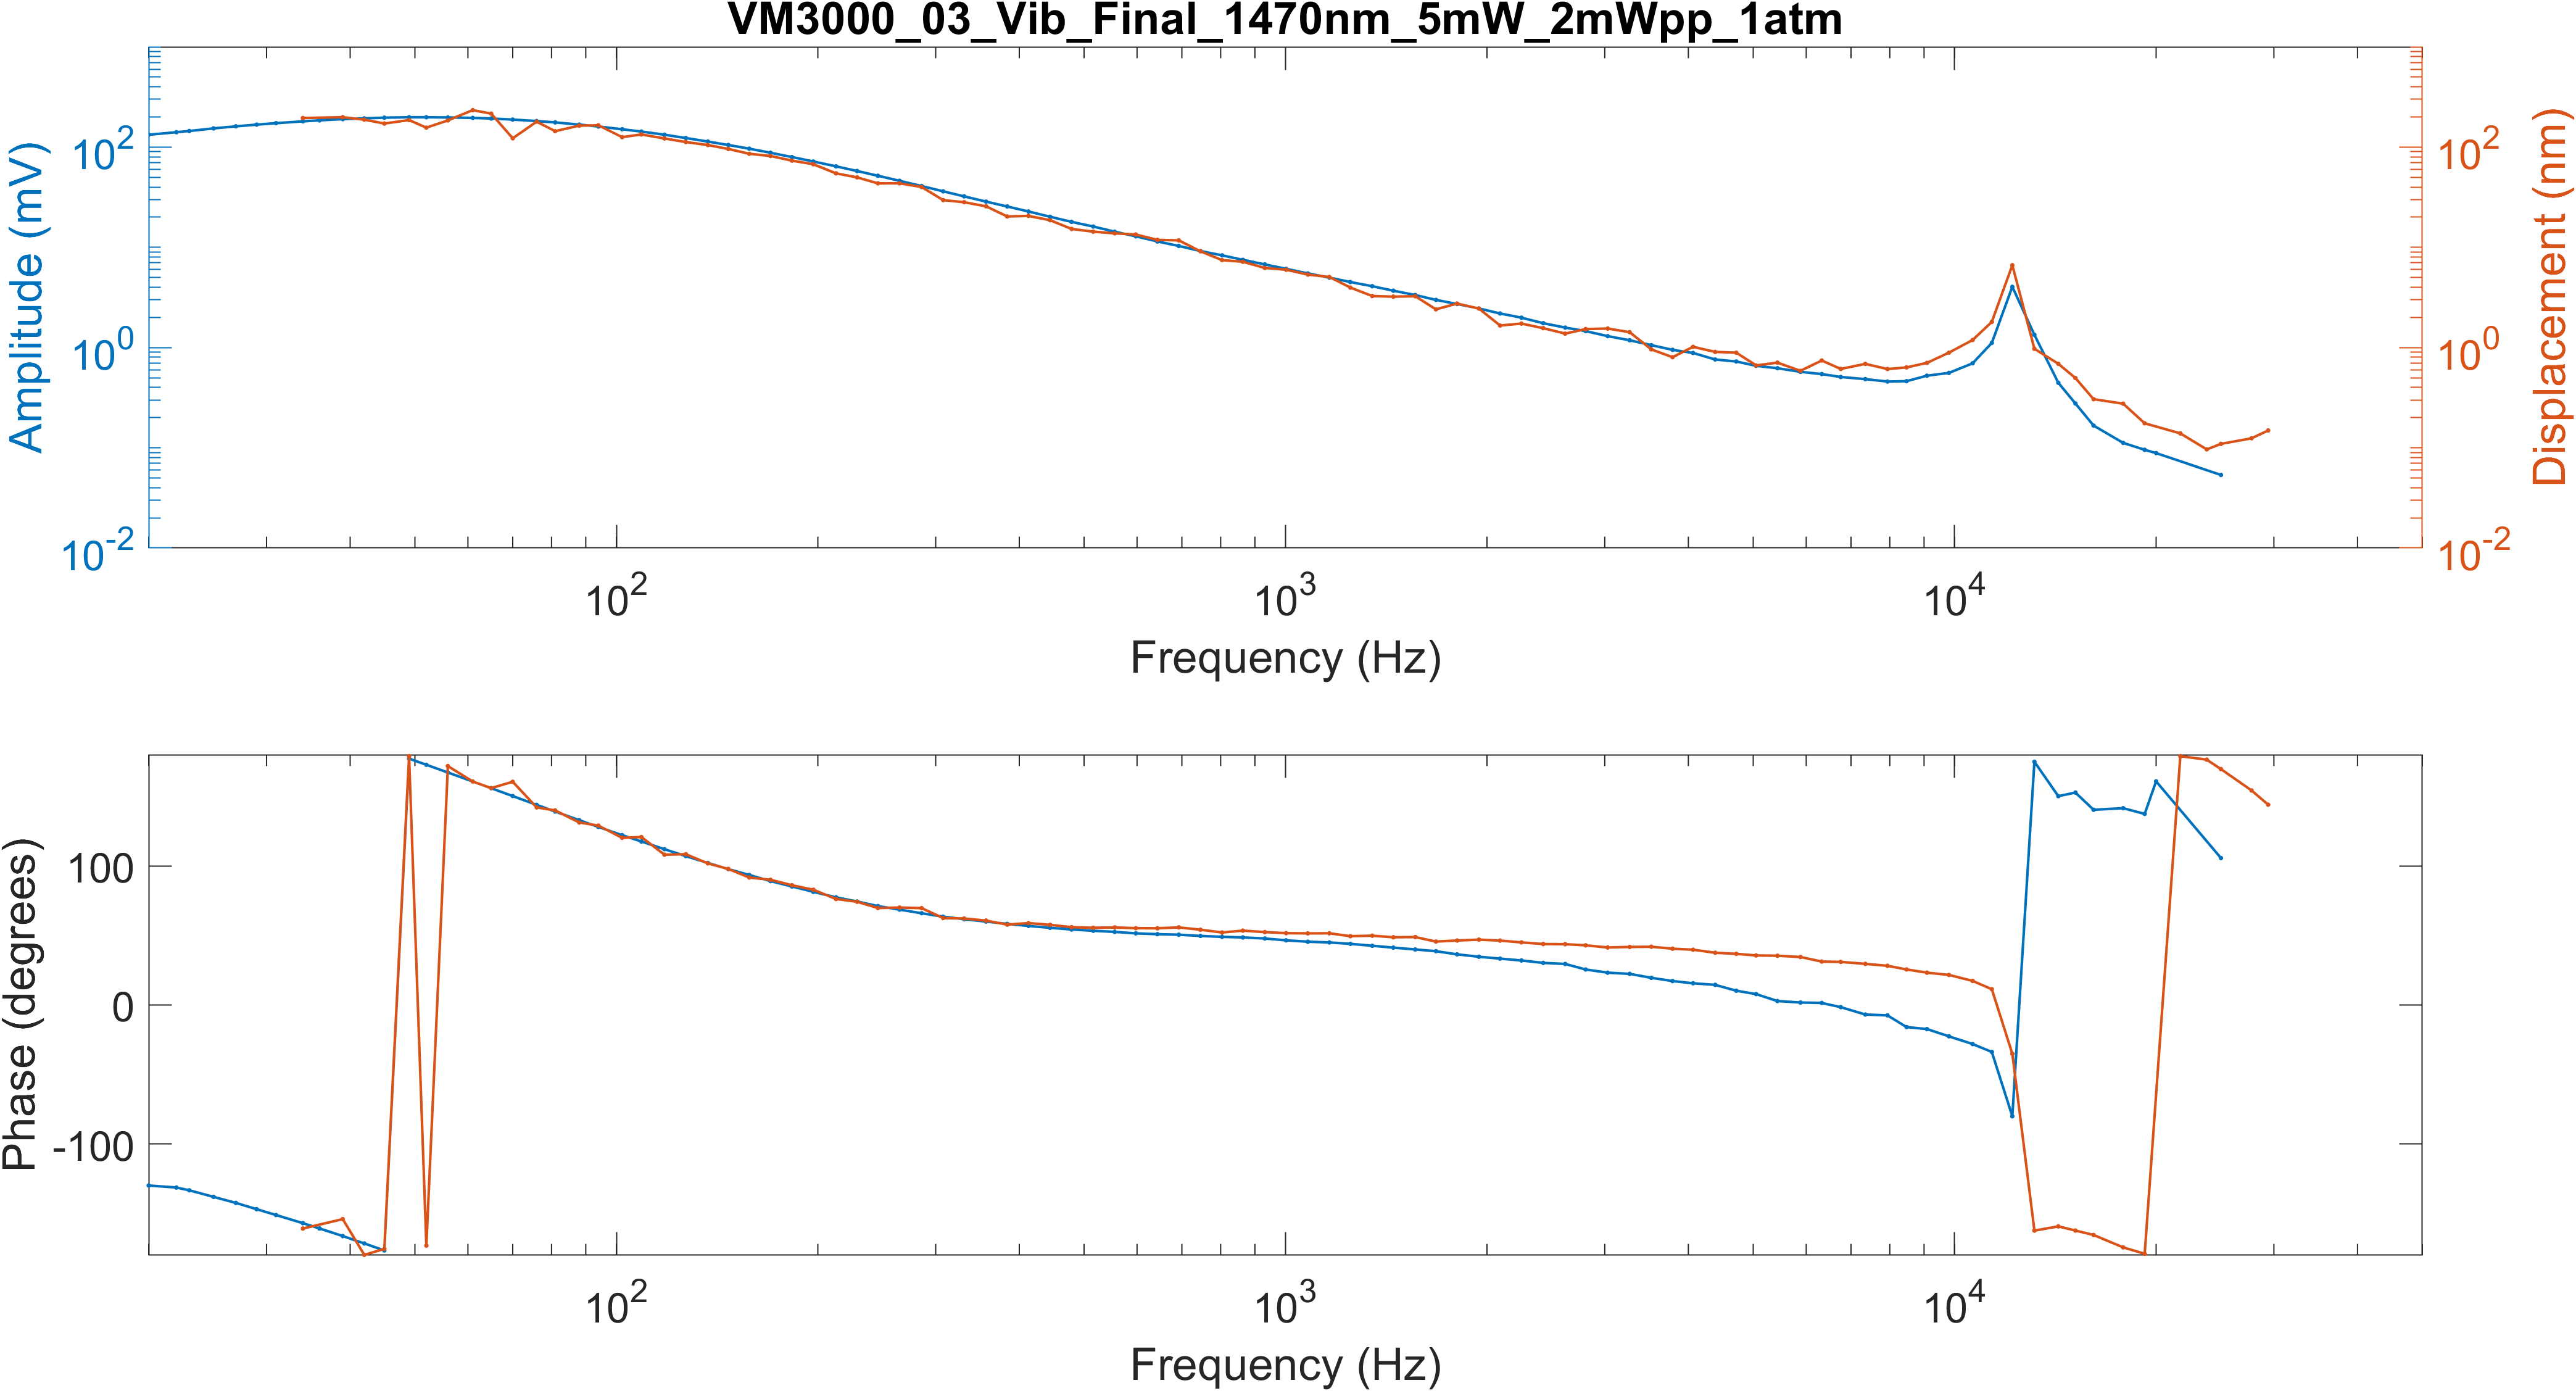 VM3000_03_Vib_Final_1470nm_5mW_2mWpp_1atm
Amplitude (mV)
10^2
10^0
10^-2
Displacement (nm)
10^2
10^0
10^-2
10^2
10^3
10^4
Frequency (Hz)
Phase (degrees)
100
0
-100
10^2
10^3
10^4
Frequency (Hz)